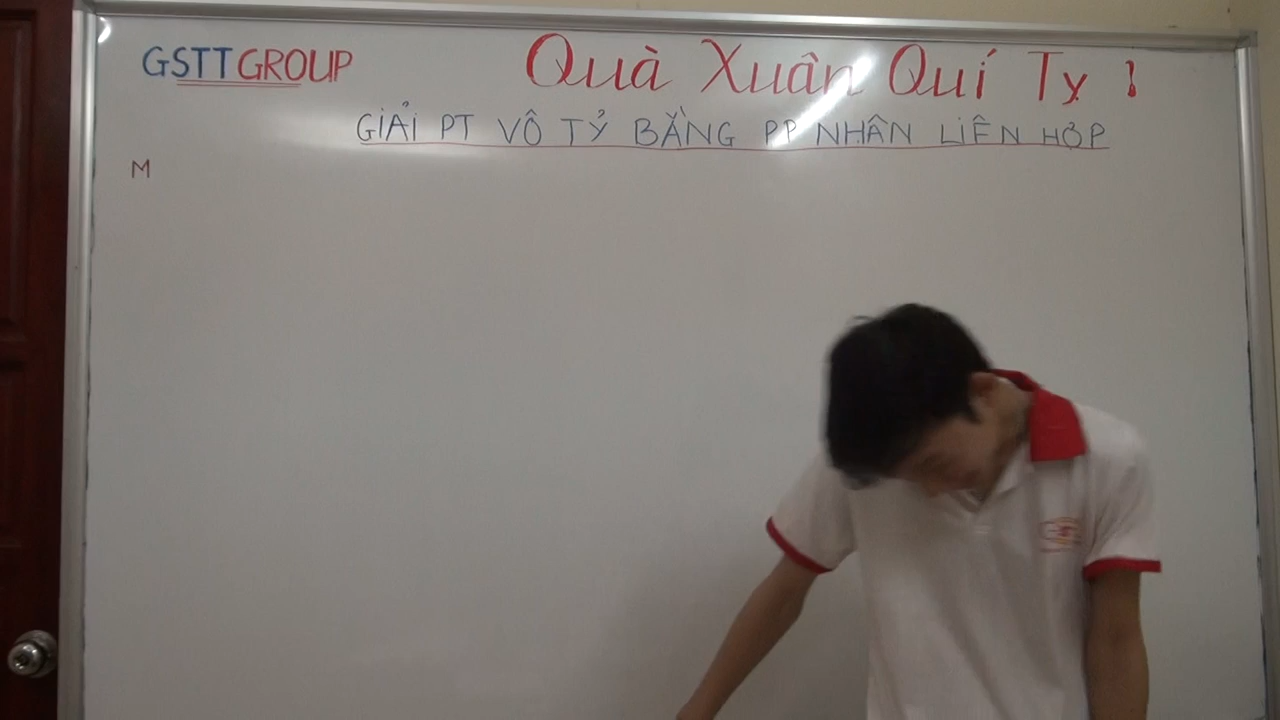 GSTTGROUP
Quà Xuân Quí Tỵ !
GIẢI PT VÔ TỶ BẰNG PP NHÂN LIÊN HỢP
M